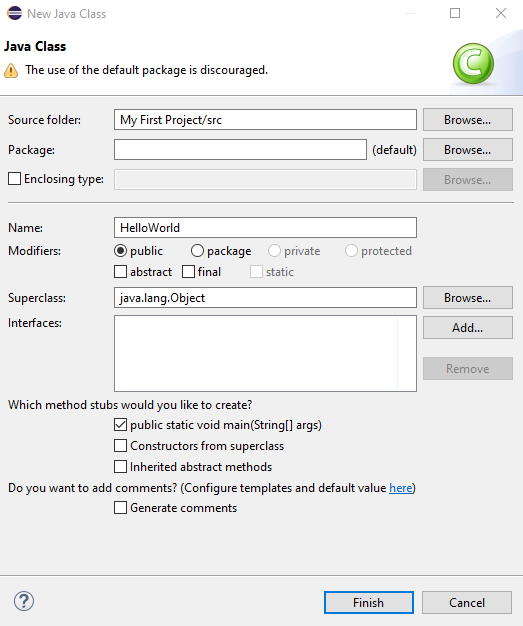 New Java Class
Java Class
The use of the default package is discouraged.
C
Source folder: My First Project/src Browse...
Package: (default) Browse...
Enclosing type: Browse...
Name: HelloWorld
Modifiers: public package private protected
abstract final static
Superclass: java.lang.Object Browse...
Interfaces: Add...
Remove
Which method stubs would you like to create?
public static void main(String[] args)
Constructors from superclass
Inherited abstract methods
Do you want to add comments? (Configure templates and default value here)
Generate comments
? Finish Cancel